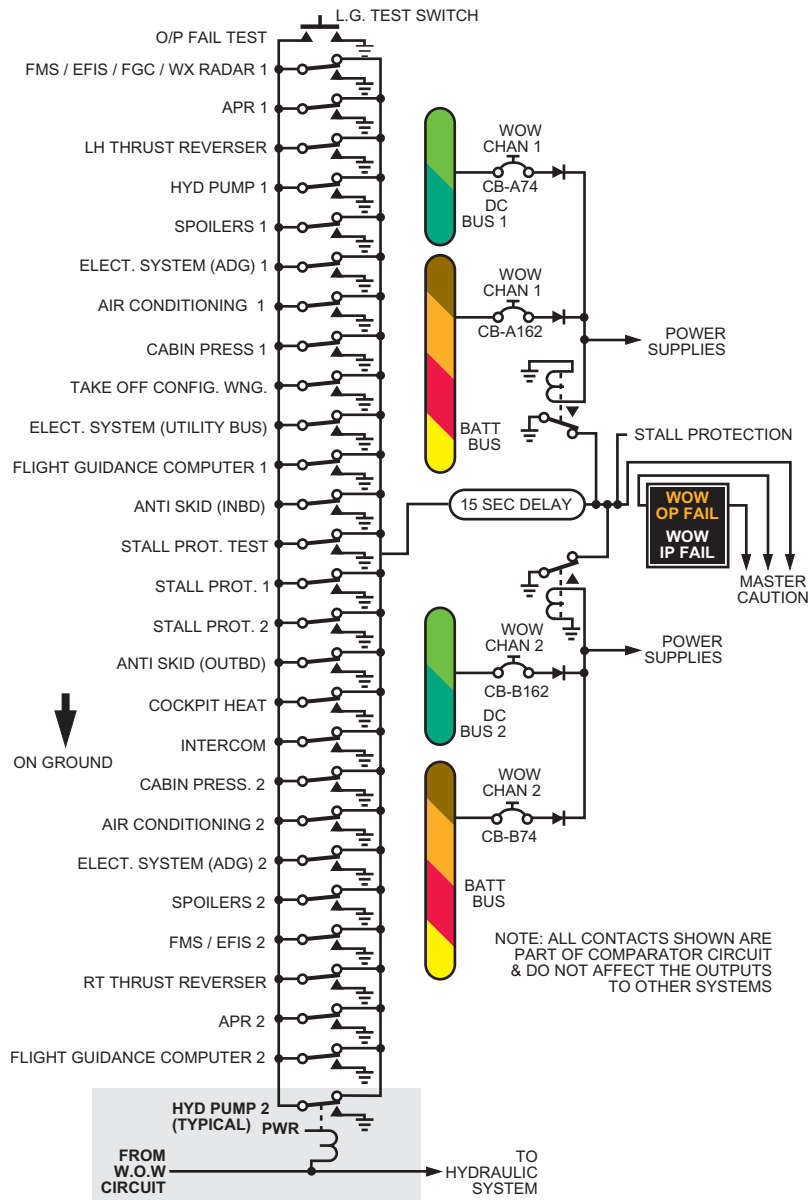 L.G. TEST SWITCH
O/P FAIL TEST
FMS / EFIS / FGC / WX RADAR 1
APR 1
LH THRUST REVERSER
HYD PUMP 1
SPOILERS 1
ELECT. SYSTEM (ADG) 1
AIR CONDITIONING 1
CABIN PRESS 1
TAKE OFF CONFIG. WNG.
ELECT. SYSTEM (UTILITY BUS)
FLIGHT GUIDANCE COMPUTER 1
ANTI SKID (INBD)
STALL PROT. TEST
STALL PROT. 1
STALL PROT. 2
ANTI SKID (OUTBD)
COCKPIT HEAT
INTERCOM
CABIN PRESS. 2
AIR CONDITIONING 2
ELECT. SYSTEM (ADG) 2
SPOILERS 2
FMS / EFIS 2
RT THRUST REVERSER
APR 2
FLIGHT GUIDANCE COMPUTER 2
HYD PUMP 2
(TYPICAL)
PWR
FROM
W.O.W
CIRCUIT
TO
HYDRAULIC
SYSTEM
ON GROUND
WOW
CHAN 1
CB-A74
DC
BUS 1
WOW
CHAN 1
CB-A162
BATT
BUS
POWER
SUPPLIES
STALL PROTECTION
15 SEC DELAY
WOW
OP FAIL
WOW
IP FAIL
MASTER
CAUTION
WOW
CHAN 2
CB-B162
DC
BUS 2
POWER
SUPPLIES
WOW
CHAN 2
CB-B74
BATT
BUS
NOTE: ALL CONTACTS SHOWN ARE
PART OF COMPARATOR CIRCUIT
& DO NOT AFFECT THE OUTPUTS
TO OTHER SYSTEMS